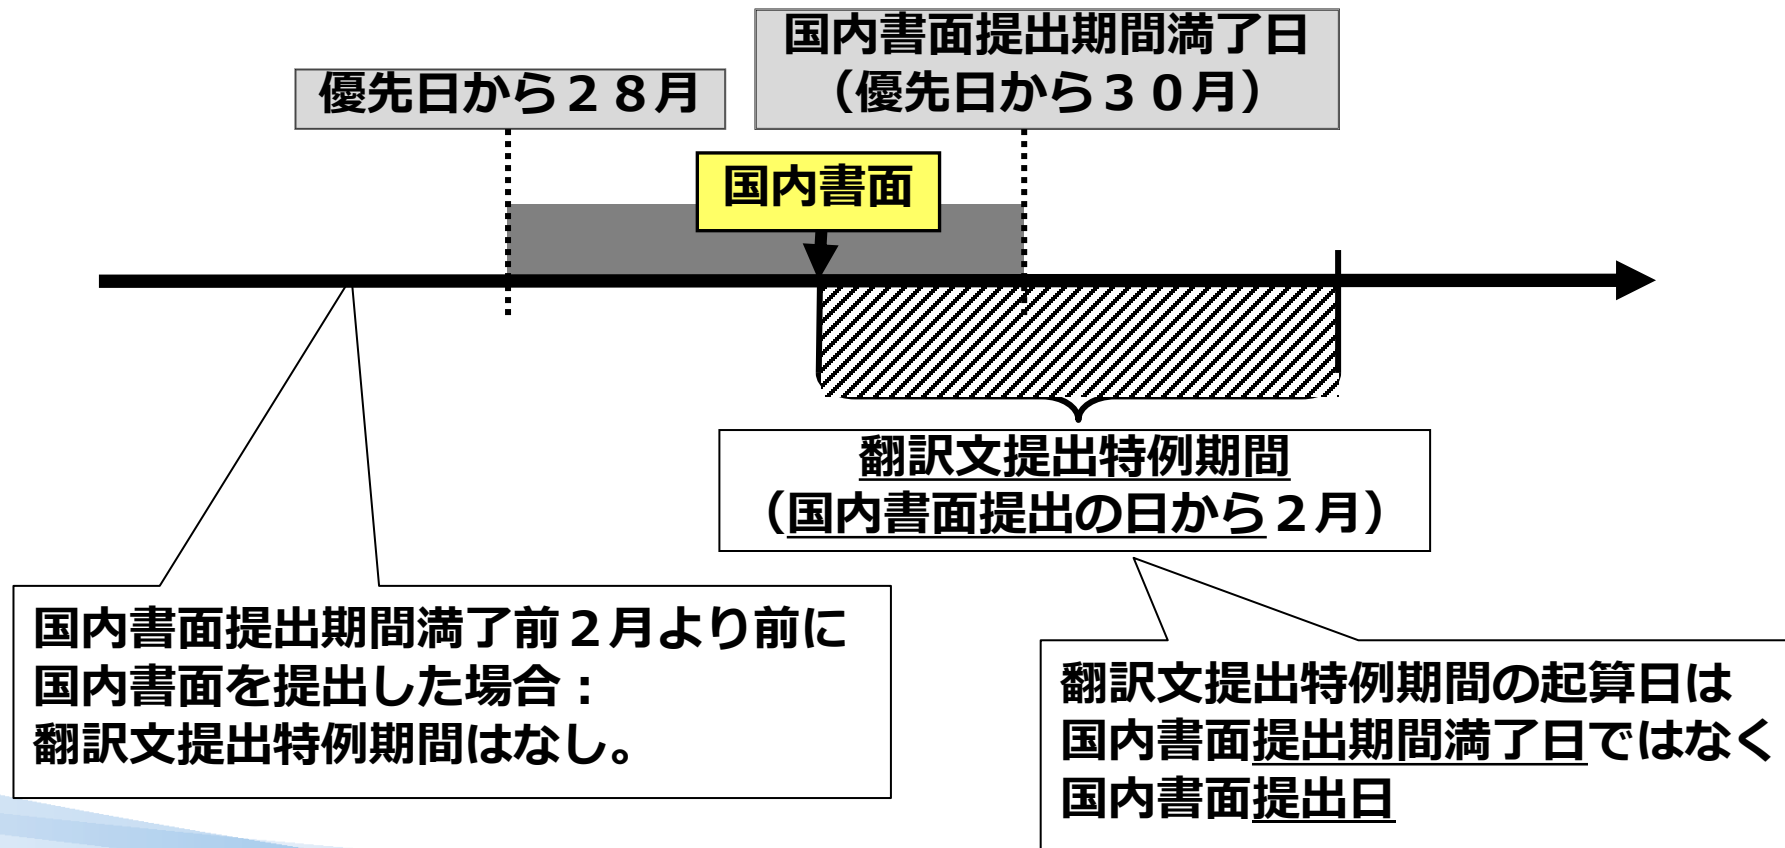 優先日から２８月
国内書面提出期間満了日
（優先日から３０月）
国内書面
翻訳文提出特例期間
（国内書面提出の日から２月）
国内書面提出期間満了前２月より前に
国内書面を提出した場合：
翻訳文提出特例期間はなし。
翻訳文提出特例期間の起算日は
国内書面提出期間満了日ではなく
国内書面提出日